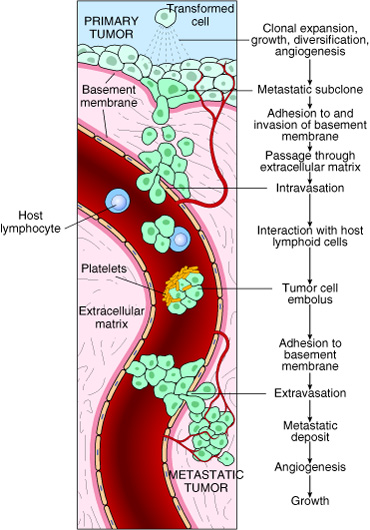 PRIMARY
TUMOR
Transformed
cell
Basement
membrane
Host
lymphocyte
Platelets
Extracellular
matrix
METASTATIC
TUMOR
Clonal expansion,
growth, diversification,
angiogenesis
Metastatic subclone
Adhesion to and
invasion of basement
membrane
Passage through
extracellular matrix
Intravasation
Interaction with host
lymphoid cells
Tumor cell
embolus
Adhesion to
basement
membrane
Extravasation
Metastatic
deposit
Angiogenesis
Growth